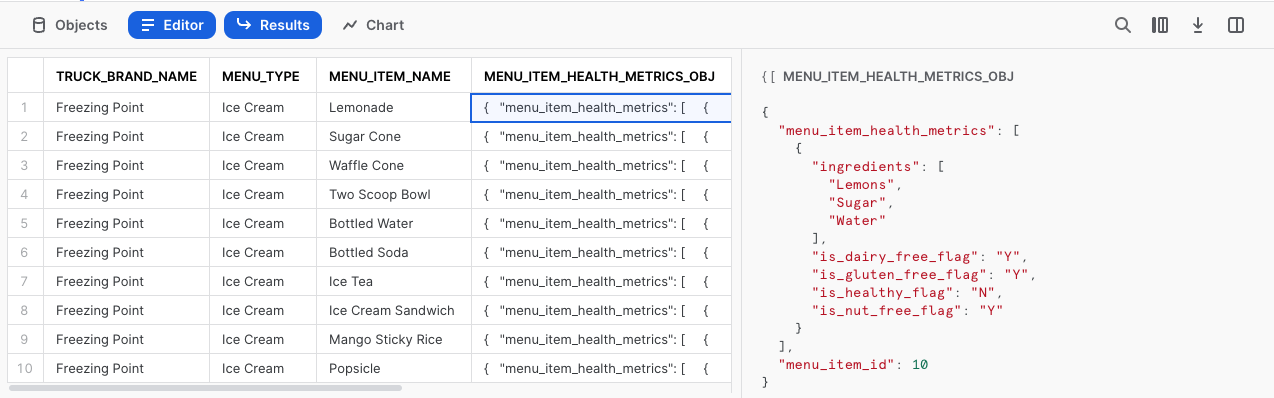 Objects Editor Results Chart
TRUCK_BRAND_NAME MENU_TYPE MENU_ITEM_NAME MENU_ITEM_HEALTH_METRICS_OBJ
1 Freezing Point Ice Cream Lemonade { "menu_item_health_metrics": [ {
2 Freezing Point Ice Cream Sugar Cone { "menu_item_health_metrics": [ {
3 Freezing Point Ice Cream Waffle Cone { "menu_item_health_metrics": [ {
4 Freezing Point Ice Cream Two Scoop Bowl { "menu_item_health_metrics": [ {
5 Freezing Point Ice Cream Bottled Water { "menu_item_health_metrics": [ {
6 Freezing Point Ice Cream Bottled Soda { "menu_item_health_metrics": [ {
7 Freezing Point Ice Cream Ice Tea { "menu_item_health_metrics": [ {
8 Freezing Point Ice Cream Ice Cream Sandwich { "menu_item_health_metrics": [ {
9 Freezing Point Ice Cream Mango Sticky Rice { "menu_item_health_metrics": [ {
10 Freezing Point Ice Cream Popsicle { "menu_item_health_metrics": [ {
{[ MENU_ITEM_HEALTH_METRICS_OBJ
{
"menu_item_health_metrics": [
{
"ingredients": [
"Lemons",
"Sugar",
"Water"
],
"is_dairy_free_flag": "Y",
"is_gluten_free_flag": "Y",
"is_healthy_flag": "N",
"is_nut_free_flag": "Y"
}
],
"menu_item_id": 10
}